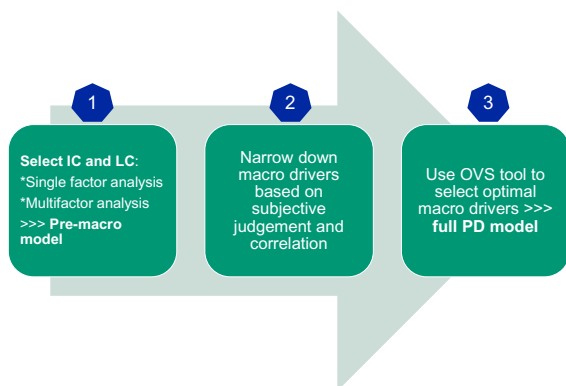 1
Select IC and LC:
*Single factor analysis
*Multifactor analysis
>>> Pre-macro
model
2
Narrow down
macro drivers
based on
subjective
judgement and
correlation
3
Use OVS tool to
select optimal
macro drivers >>>
full PD model